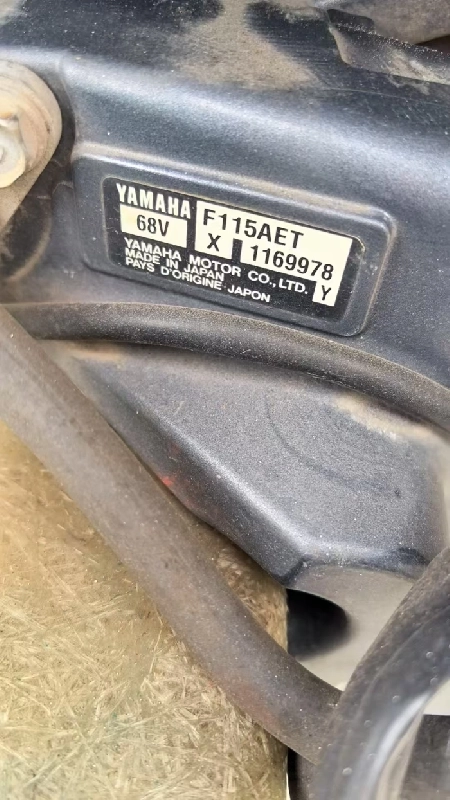 YAMAHA F115AET
68V X 1169978
YAMAHA MOTOR CO.,LTD. Y
MADE IN JAPAN
PAYS D'ORIGINE JAPON